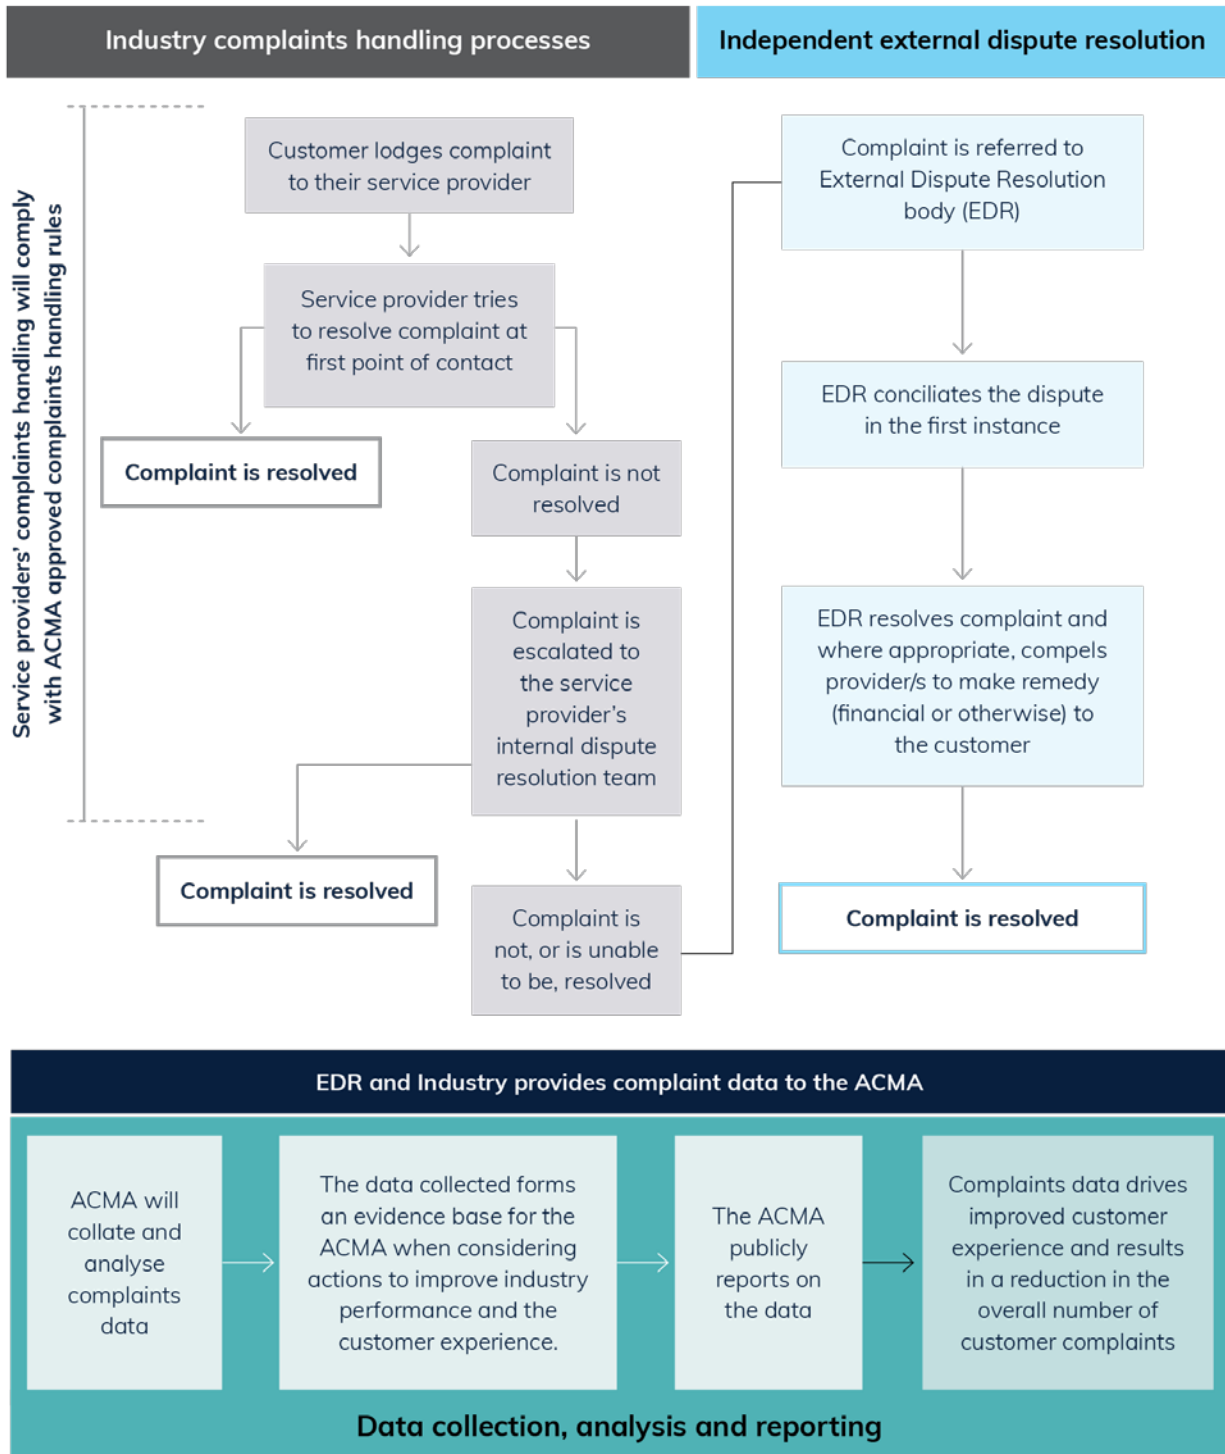 Industry complaints handling processes
Independent external dispute resolution
Service providers’ complaints handling will comply
with ACMA approved complaints handling rules
Customer lodges complaint
to their service provider
Service provider tries
to resolve complaint at
first point of contact
Complaint is resolved
Complaint is not
resolved
Complaint is
escalated to
the service
provider’s
internal dispute
resolution team
Complaint is resolved
Complaint is
not, or is unable
to be, resolved
Complaint is referred to
External Dispute Resolution
body (EDR)
EDR conciliates the dispute
in the first instance
EDR resolves complaint and
where appropriate, compels
provider/s to make remedy
(financial or otherwise) to
the customer
Complaint is resolved
EDR and Industry provides complaint data to the ACMA
ACMA will
collate and
analyse
complaints
data
The data collected forms
an evidence base for the
ACMA when considering
actions to improve industry
performance and the
customer experience.
The ACMA
publicly
reports on
the data
Complaints data drives
improved customer
experience and results
in a reduction in the
overall number of
customer complaints
Data collection, analysis and reporting